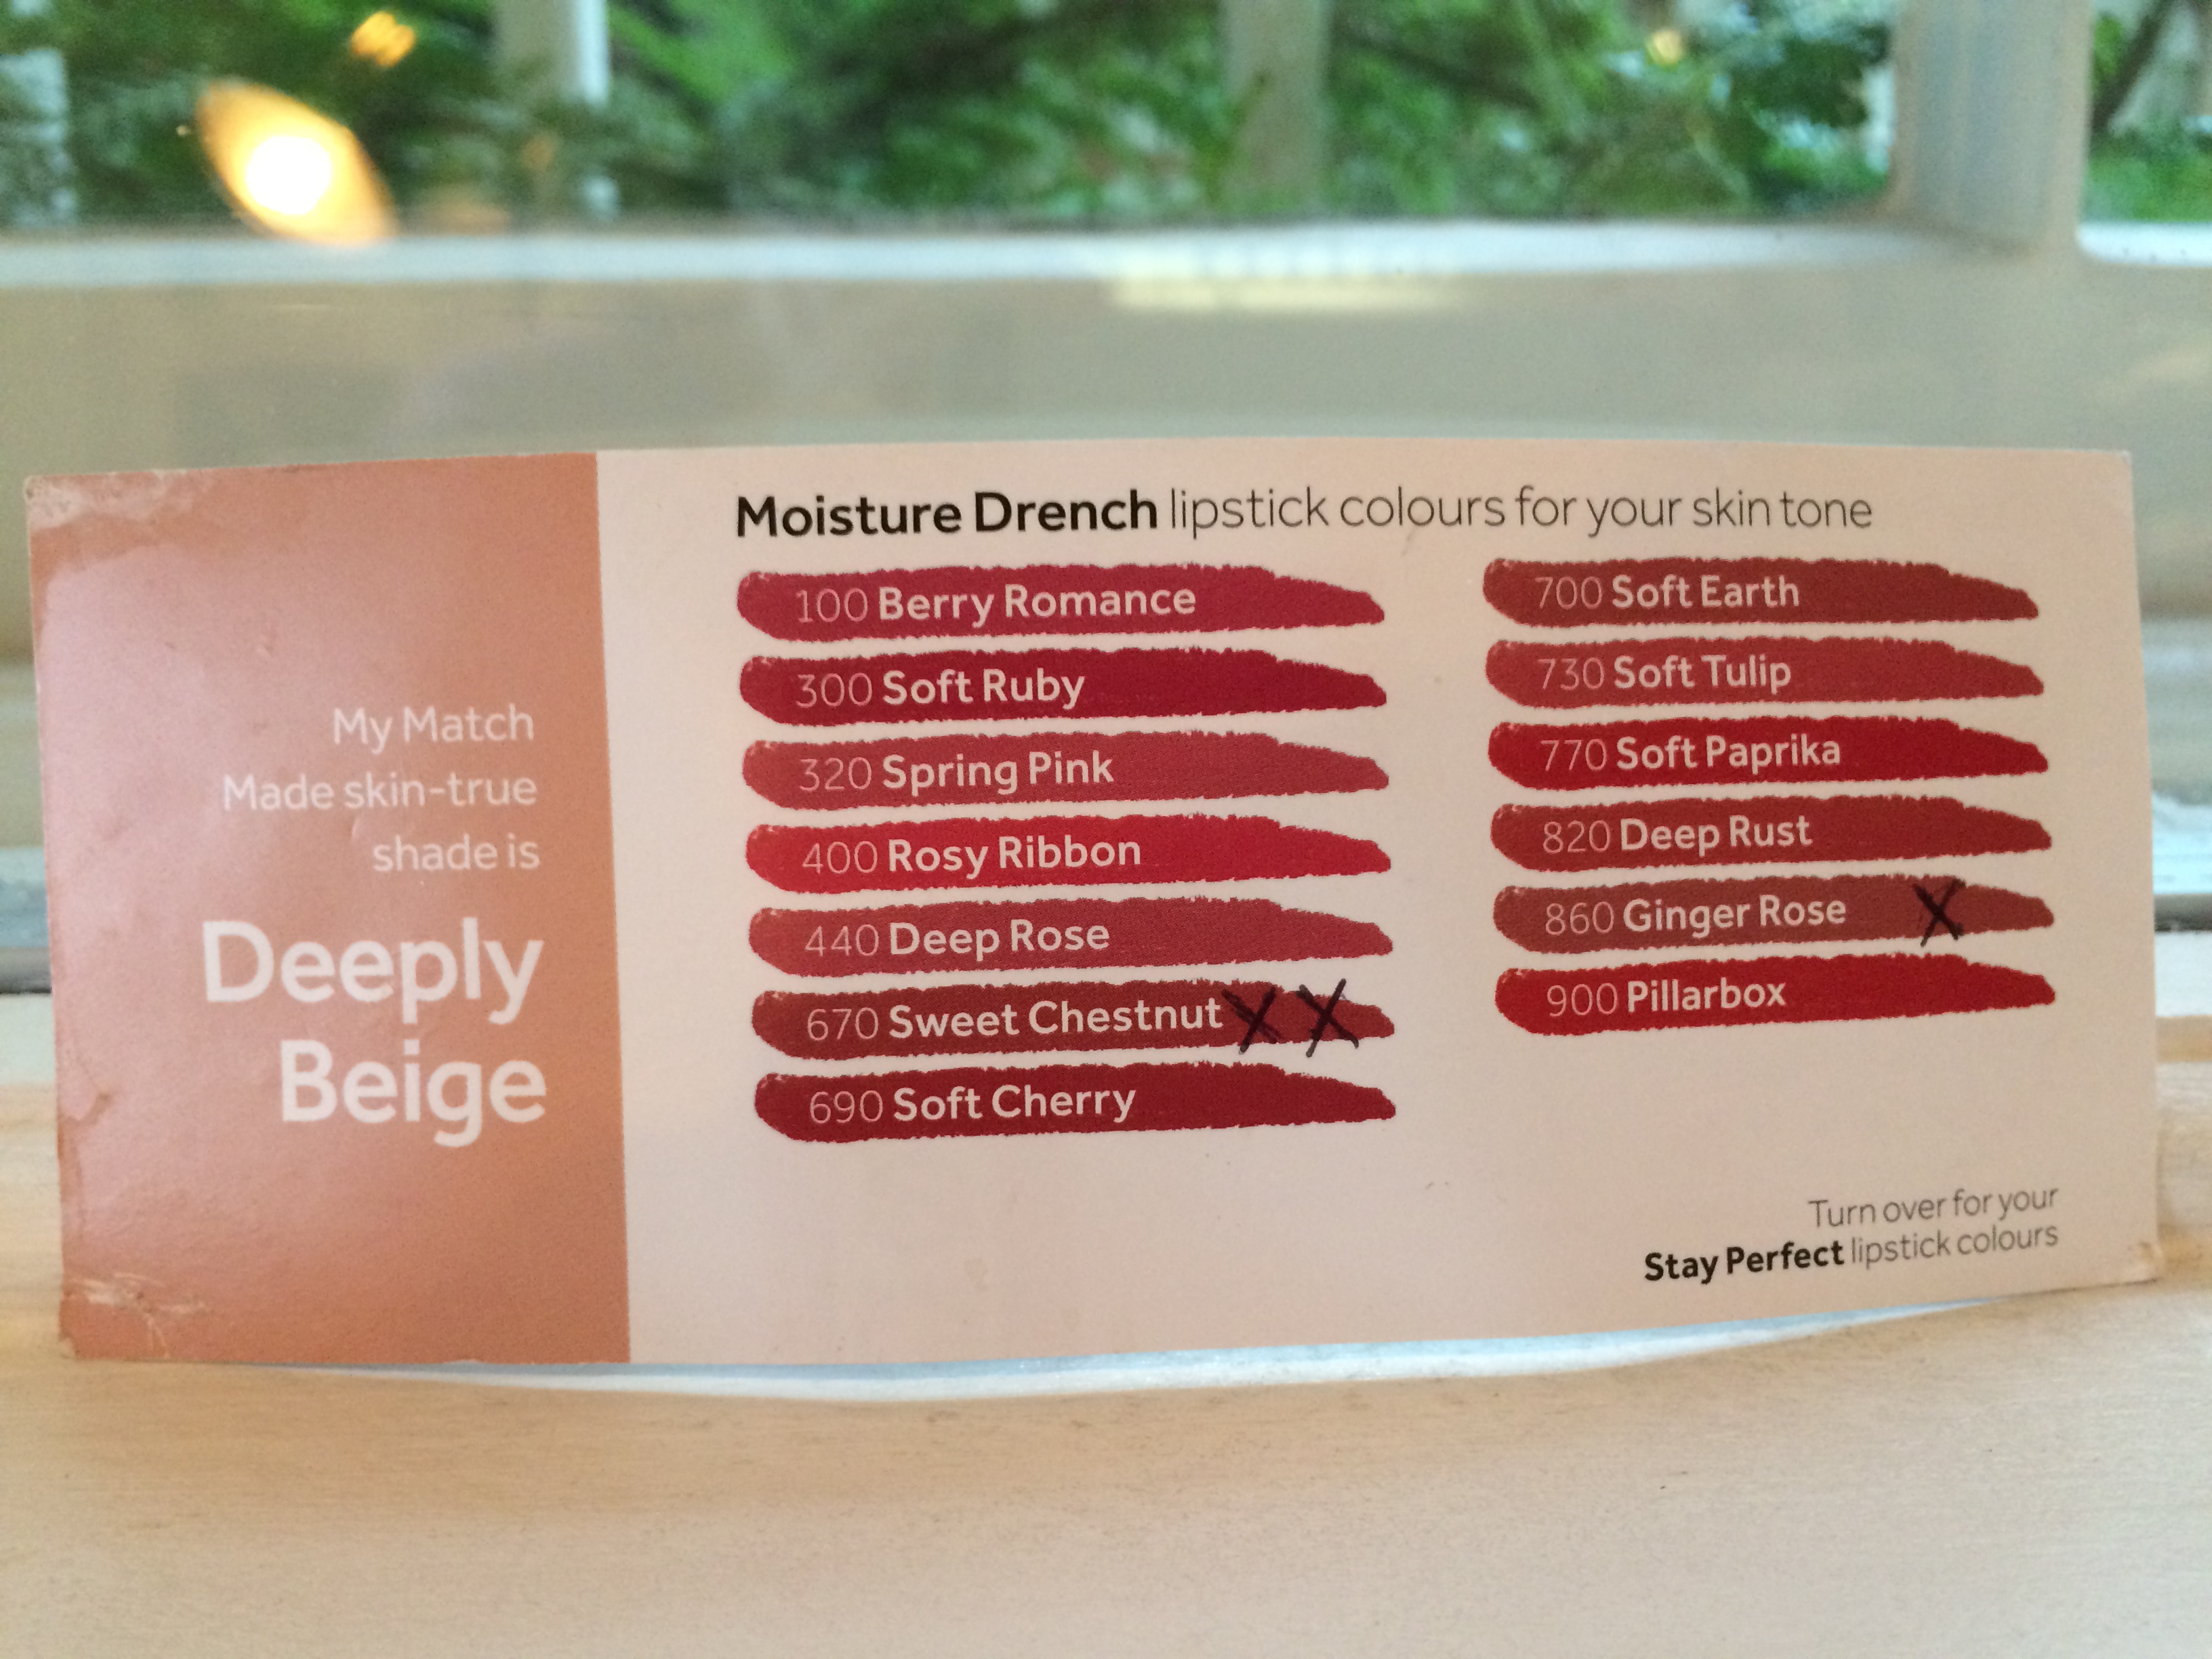 My Match
Made skin-true
shade is
Deeply
Beige
Moisture Drench lipstick colours for your skin tone
100 Berry Romance
300 Soft Ruby
320 Spring Pink
400 Rosy Ribbon
440 Deep Rose
670 Sweet Chestnut X X
690 Soft Cherry
700 Soft Earth
730 Soft Tulip
770 Soft Paprika
820 Deep Rust
860 Ginger Rose X
900 Pillarbox
Turn over for your
Stay Perfect lipstick colours